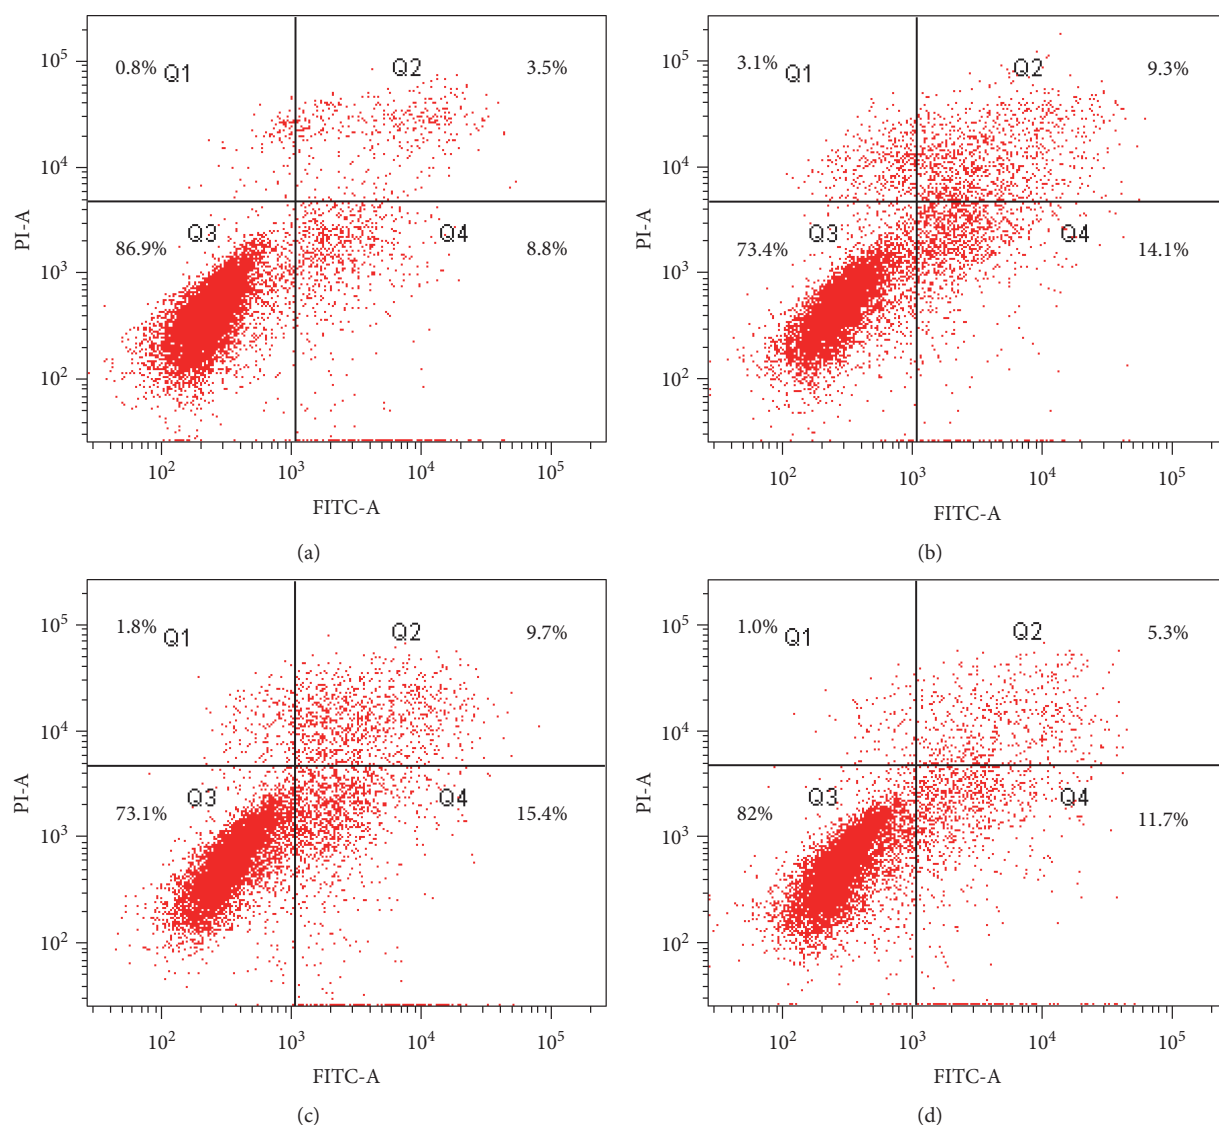 0.8% Q1 Q2 3.5%
10^5
10^4
Q3 Q4
86.9% 8.8%
10^3
10^2
PI-A
10^2 10^3 10^4 10^5
FITC-A
(a)
3.1% Q1 Q2 9.3%
10^5
10^4
Q3 Q4
73.4% 14.1%
10^3
10^2
PI-A
10^2 10^3 10^4 10^5
FITC-A
(b)
1.8% Q1 Q2 9.7%
10^5
10^4
Q3 Q4
73.1% 15.4%
10^3
10^2
PI-A
10^2 10^3 10^4 10^5
FITC-A
(c)
1.0% Q1 Q2 5.3%
10^5
10^4
Q3 Q4
82% 11.7%
10^3
10^2
PI-A
10^2 10^3 10^4 10^5
FITC-A
(d)